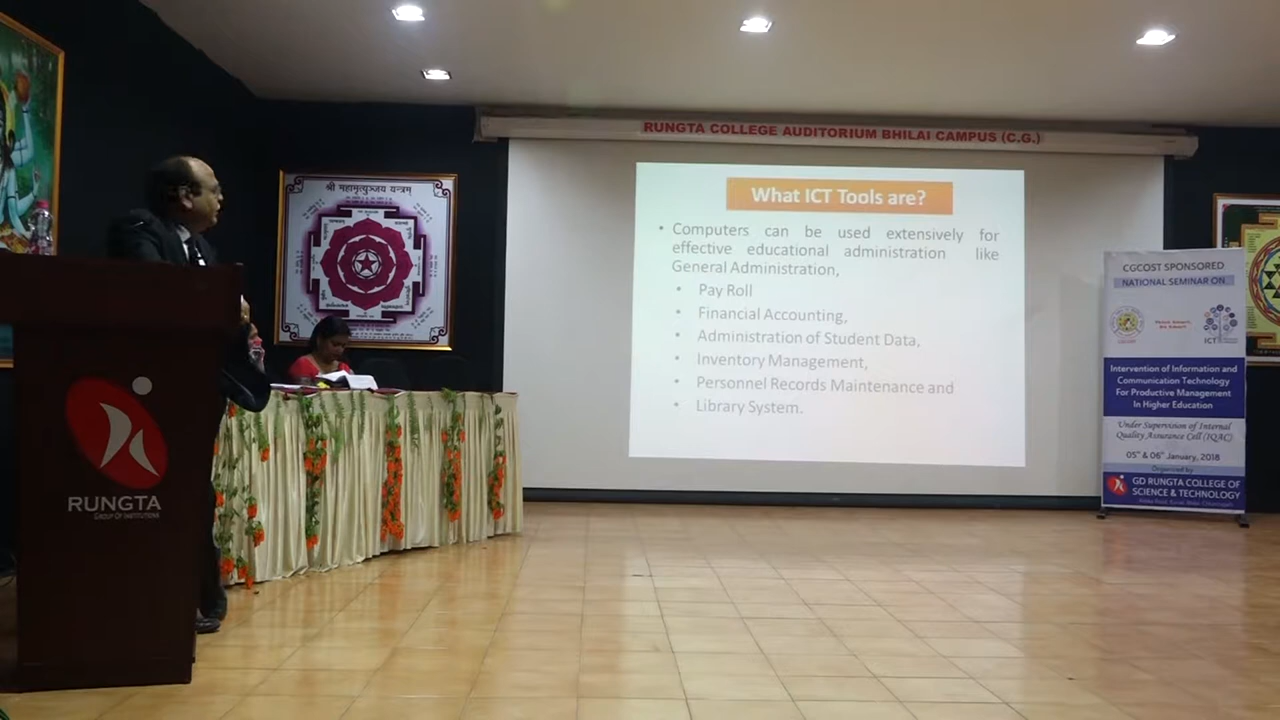 RUNGTA COLLEGE AUDITORIUM BHILAI CAMPUS (C.G.)
श्री महामृत्युञ्जय यन्त्रम्
What ICT Tools are?
• Computers can be used extensively for
effective educational administration like
General Administration,
• Pay Roll
• Financial Accounting,
• Administration of Student Data,
• Inventory Management,
• Personnel Records Maintenance and
• Library System.
CGCOST SPONSORED
NATIONAL SEMINAR ON
ICT
Intervention of Information and
Communication Technology
For Productive Management
In Higher Education
Under Supervision of Internal
Quality Assurance Cell (IQAC)
05th & 06th January, 2018
Organized by
GD RUNGTA COLLEGE OF
SCIENCE & TECHNOLOGY
RUNGTA
GROUP OF INSTITUTIONS